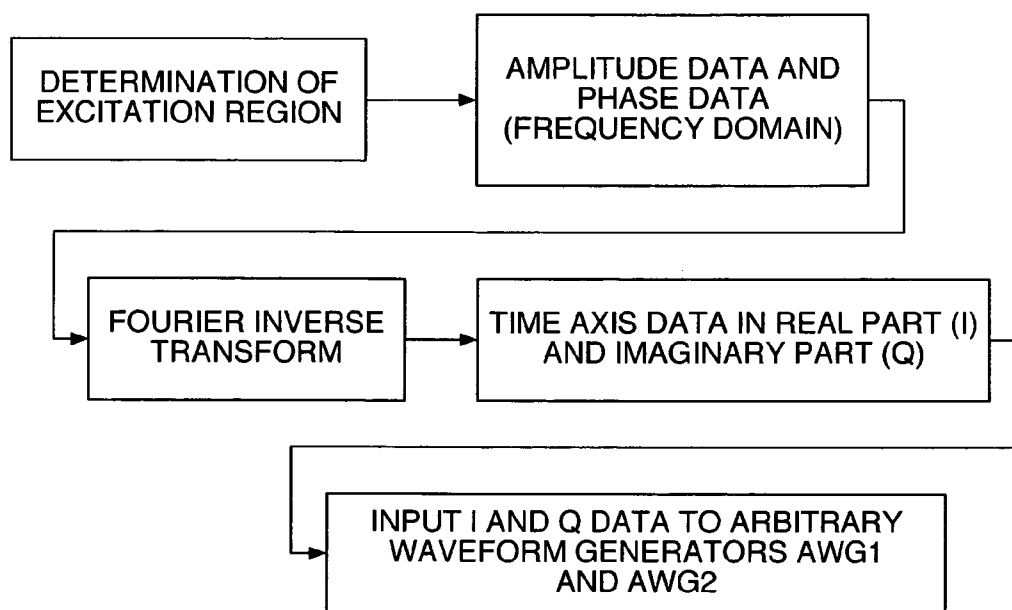 DETERMINATION OF
EXCITATION REGION
AMPLITUDE DATA AND
PHASE DATA
(FREQUENCY DOMAIN)
FOURIER INVERSE
TRANSFORM
TIME AXIS DATA IN REAL PART (I)
AND IMAGINARY PART (Q)
INPUT I AND Q DATA TO ARBITRARY
WAVEFORM GENERATORS AWG1
AND AWG2